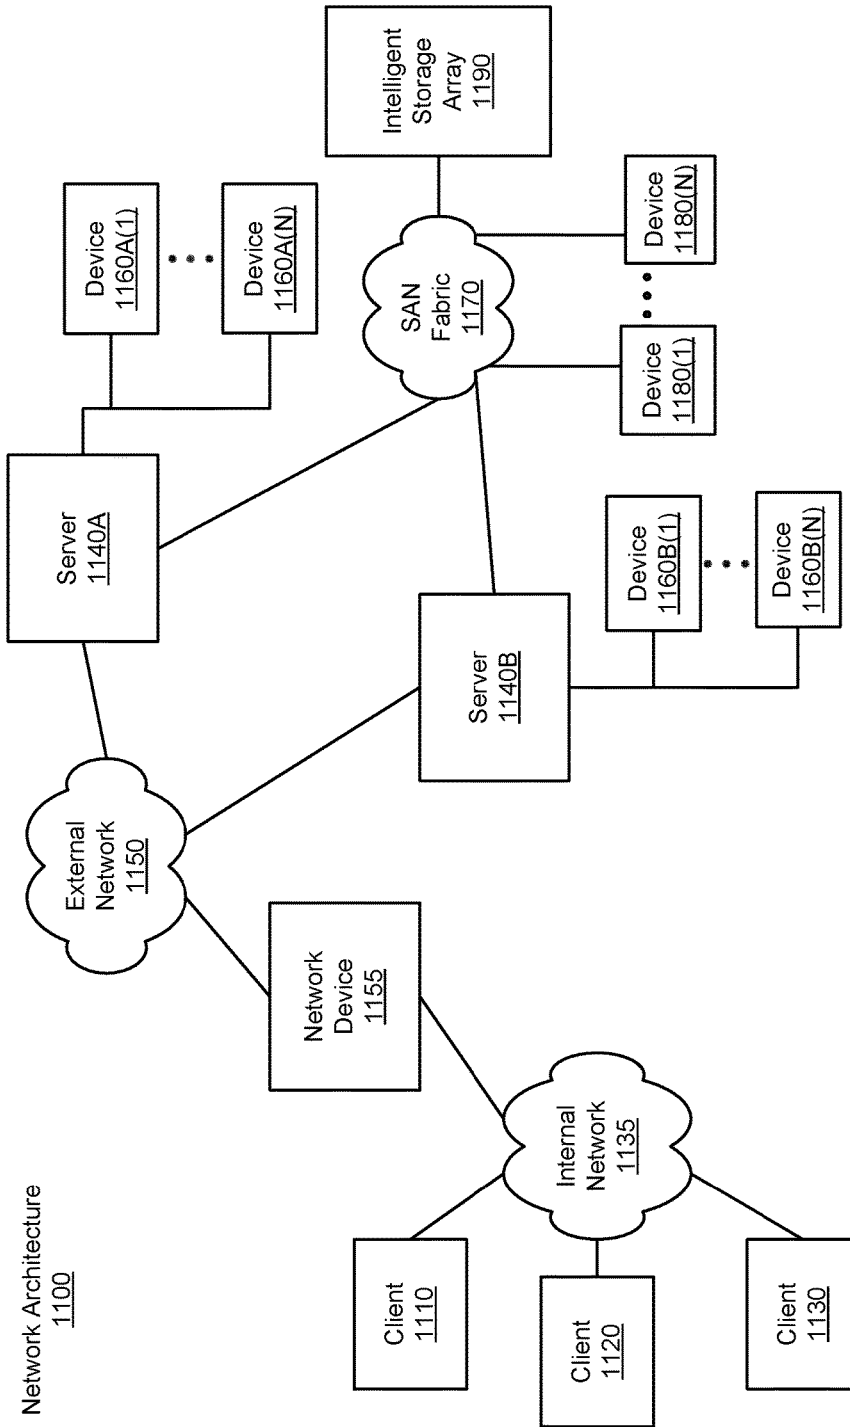 Network Architecture
1100
Client
1110
Client
1120
Client
1130
Internal
Network
1135
Network
Device
1155
External
Network
1150
Server
1140A
Server
1140B
Device
1160A(1)
Device
1160A(N)
Device
1160B(1)
Device
1160B(N)
SAN
Fabric
1170
Device
1180(1)
Device
1180(N)
Intelligent
Storage
Array
1190